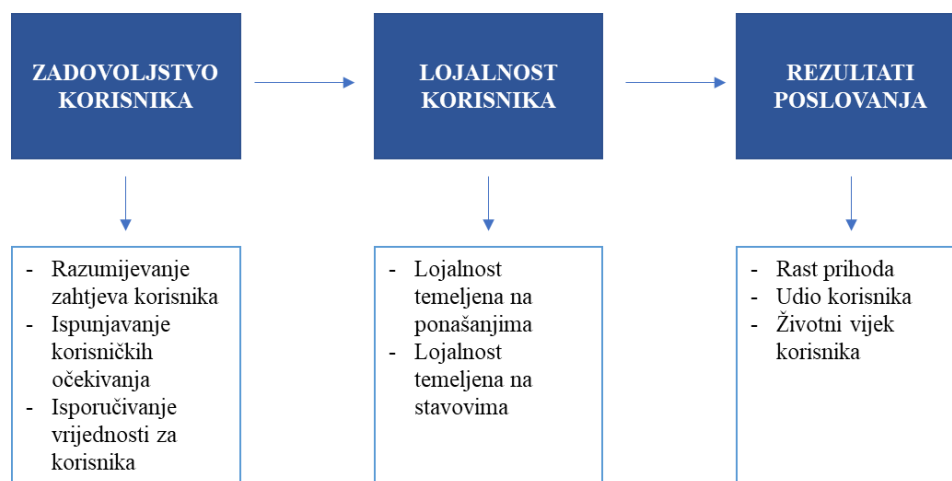 ZADOVOLJSTVO
KORISNIKA
LOJALNOST
KORISNIKA
REZULTATI
POSLOVANJA
- Razumijevanje
zahtjeva korisnika
- Ispunjavanje
korisničkih
očekivanja
- Isporučivanje
vrijednosti za
korisnika
- Lojalnost
temeljena na
ponašanjima
- Lojalnost
temeljena na
stavovima
- Rast prihoda
- Udio korisnika
- Životni vijek
korisnika